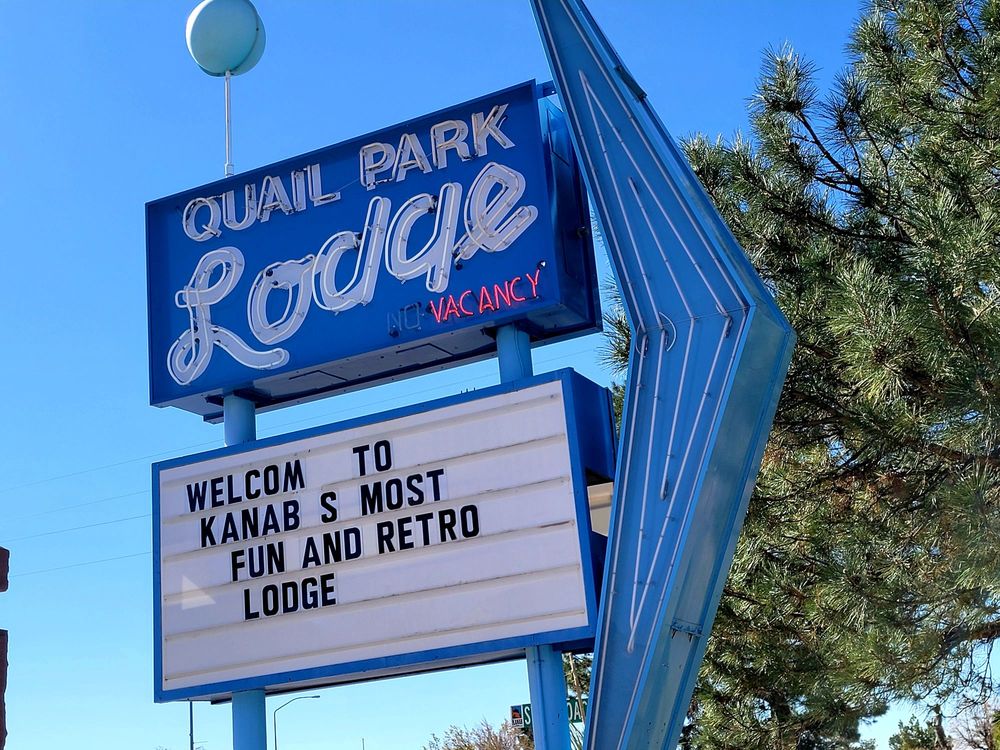 QUAIL PARK
Lodge
NO VACANCY
WELCOM TO
KANAB S MOST
FUN AND RETRO
LODGE